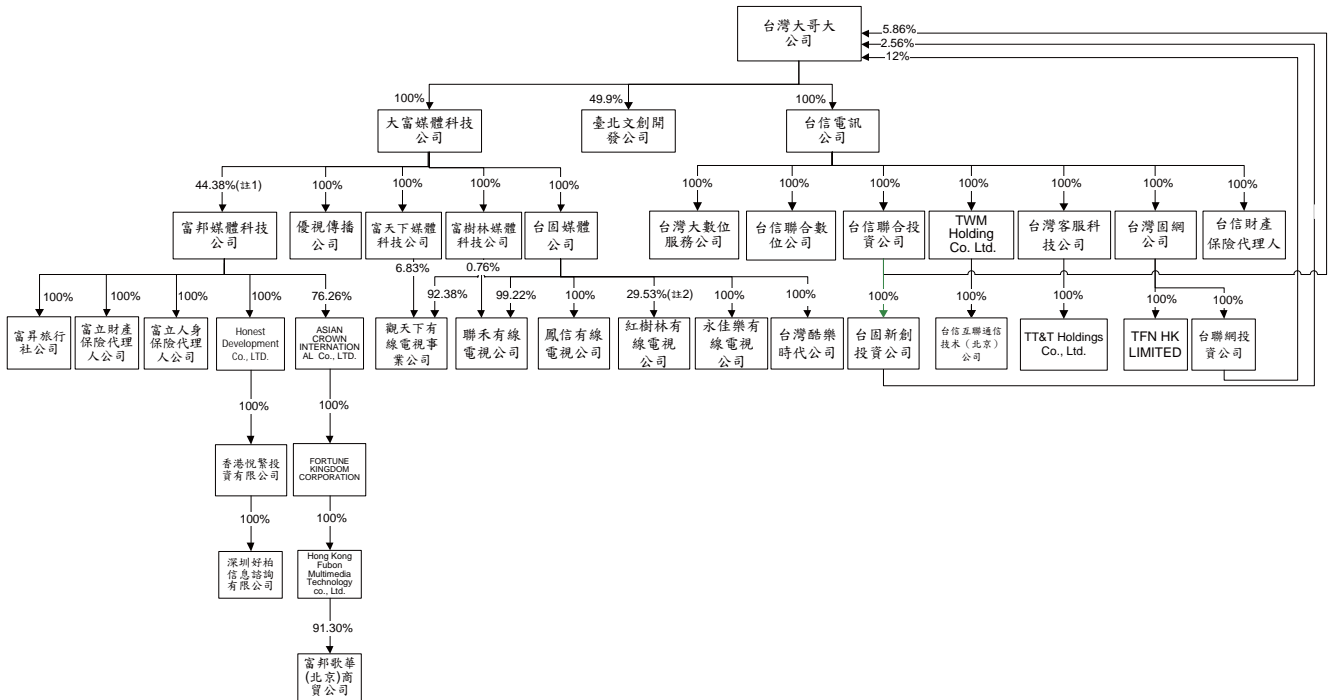 台灣大哥大
公司
5.86%
2.56%
12%
100%
49.9%
100%
大富媒體科技
公司
臺北文創開
發公司
台信電訊
公司
44.38%(註1)
100%
100%
100%
100%
100%
100%
100%
100%
100%
100%
100%
富邦媒體科技
公司
優視傳播
公司
富天下媒體
科技公司
富樹林媒體
科技公司
台固媒體
公司
台灣大數位
服務公司
台信聯合數
位公司
台信聯合投
資公司
TWM
Holding
Co. Ltd.
台灣客服科
技公司
台灣固網
公司
台信財產
保險代理人
6.83%
0.76%
100%
100%
100%
100%
76.26%
92.38%
99.22%
100%
29.53%(註2)
100%
100%
100%
100%
100%
100%
100%
富昇旅行
社公司
富立財產
保險代理
人公司
富立人身
保險代理
人公司
Honest
Development
Co., LTD.
ASIAN
CROWN
INTERNATION
AL Co., LTD.
觀天下有
線電視事
業公司
聯禾有線
電視公司
鳳信有線
電視公司
紅樹林有
線電視
公司
永佳樂有
線電視
公司
台灣酷樂
時代公司
台固新創
投資公司
台信互聯通信
技术（北京）
公司
TT&T Holdings
Co., Ltd.
TFN HK
LIMITED
台聯網投
資公司
100%
100%
香港悅繁投
資有限公司
FORTUNE
KINGDOM
CORPORATION
100%
100%
深圳好柏
信息諮詢
有限公司
Hong Kong
Fubon
Multimedia
Technology
co., Ltd.
91.30%
富邦歌華
(北京)商
貿公司